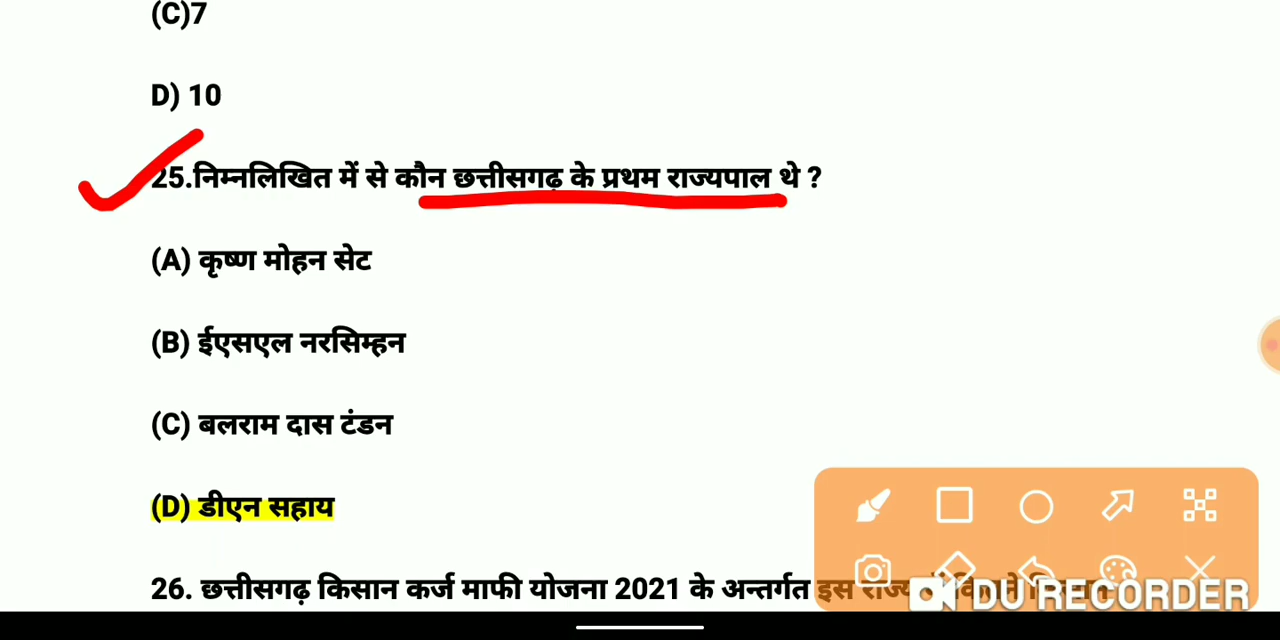 (C)7
D) 10
25.निम्नलिखित में से कौन छत्तीसगढ़ के प्रथम राज्यपाल थे ?
(A) कृष्ण मोहन सेट
(B) ईएसएल नरसिम्हन
(C) बलराम दास टंडन
(D) डीएन सहाय
26. छत्तीसगढ़ किसान कर्ज माफी योजना 2021 के अन्तर्गत इस राज्य
DU RECORDER